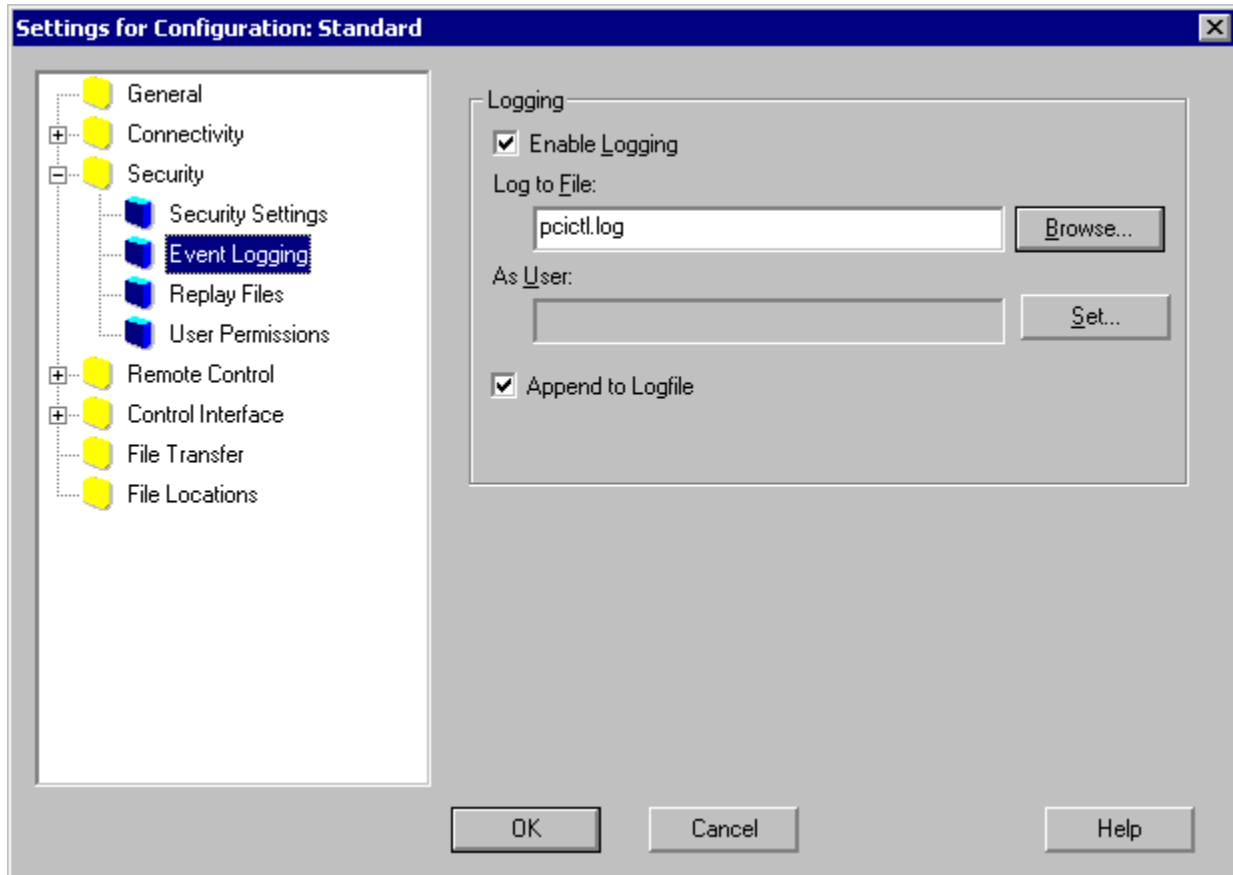 Settings for Configuration: Standard
General
Connectivity
Security
Security Settings
Event Logging
Replay Files
User Permissions
Remote Control
Control Interface
File Transfer
File Locations
Logging
Enable Logging
Log to File:
pcictl.log
Browse...
As User:
Set...
Append to Logfile
OK
Cancel
Help